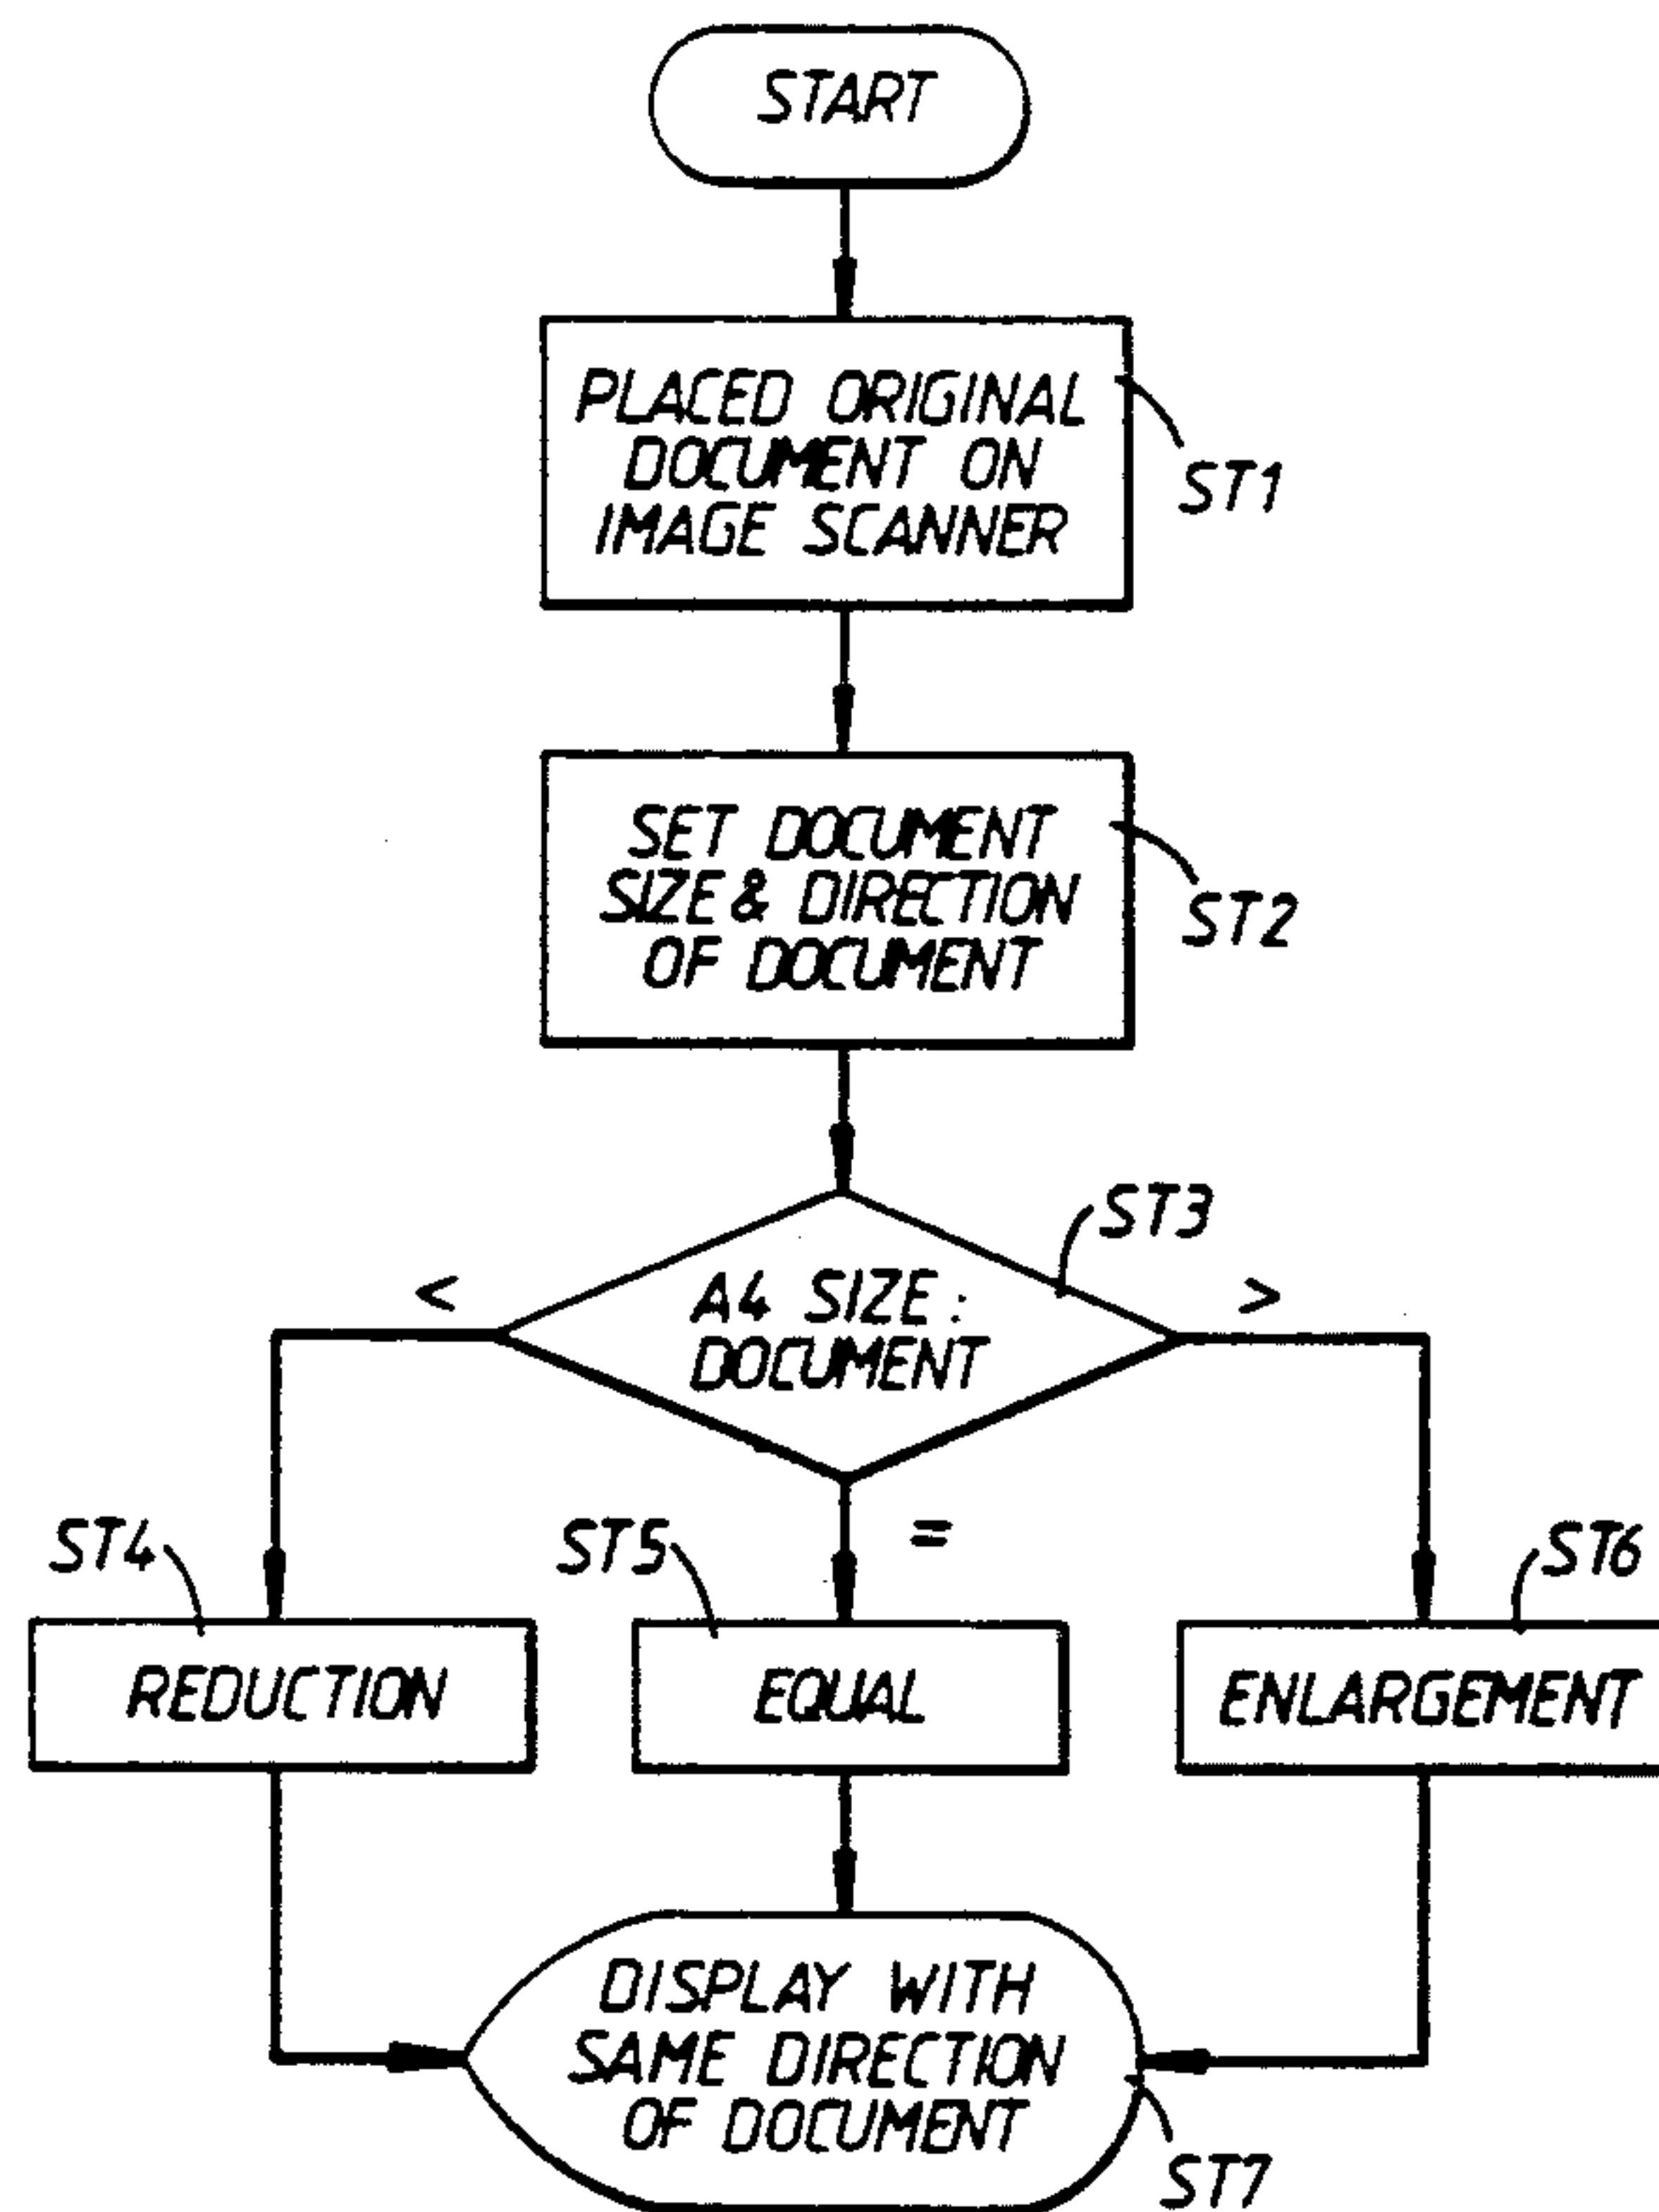 START
PLACED ORIGINAL
DOCUMENT ON
IMAGE SCANNER
ST1
SET DOCUMENT
SIZE & DIRECTION
OF DOCUMENT
ST2
ST3
<
A4 SIZE :
DOCUMENT
>
ST4
ST5
=
ST6
REDUCTION
EQUAL
ENLARGEMENT
DISPLAY WITH
SAME DIRECTION
OF DOCUMENT
ST7